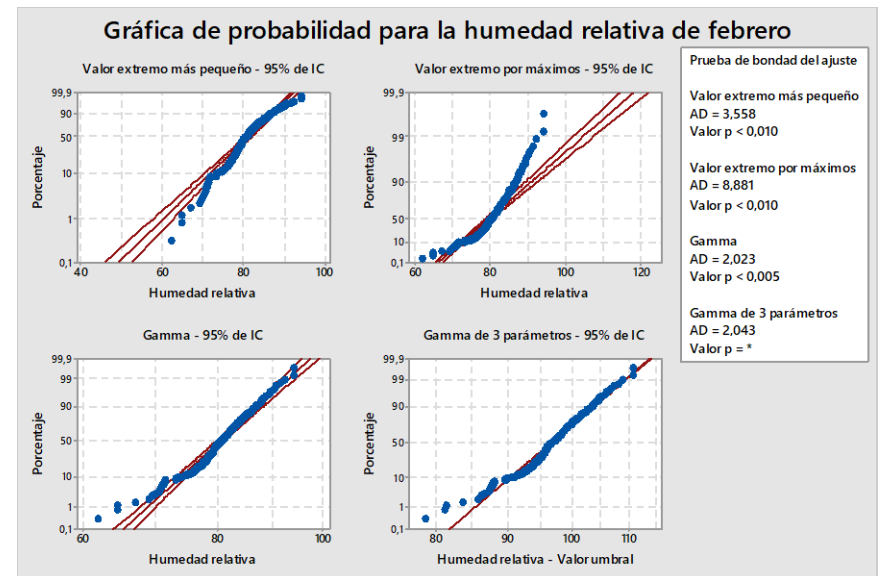 Gráfica de probabilidad para la humedad relativa de febrero
Valor extremo más pequeño - 95% de IC
99,9
90
50
10
1
0,1
Porcentaje
40
60
80
100
Humedad relativa
Valor extremo por máximos - 95% de IC
99,9
99
90
50
10
0,1
Porcentaje
60
80
100
120
Humedad relativa
Gamma - 95% de IC
99,9
99
90
50
10
1
0,1
Porcentaje
60
80
100
Humedad relativa
Gamma de 3 parámetros - 95% de IC
99,9
99
90
50
10
1
0,1
Porcentaje
80
90
100
110
Humedad relativa - Valor umbral
Prueba de bondad del ajuste
Valor extremo más pequeño
AD = 3,558
Valor p < 0,010
Valor extremo por máximos
AD = 8,881
Valor p < 0,010
Gamma
AD = 2,023
Valor p < 0,005
Gamma de 3 parámetros
AD = 2,043
Valor p = *